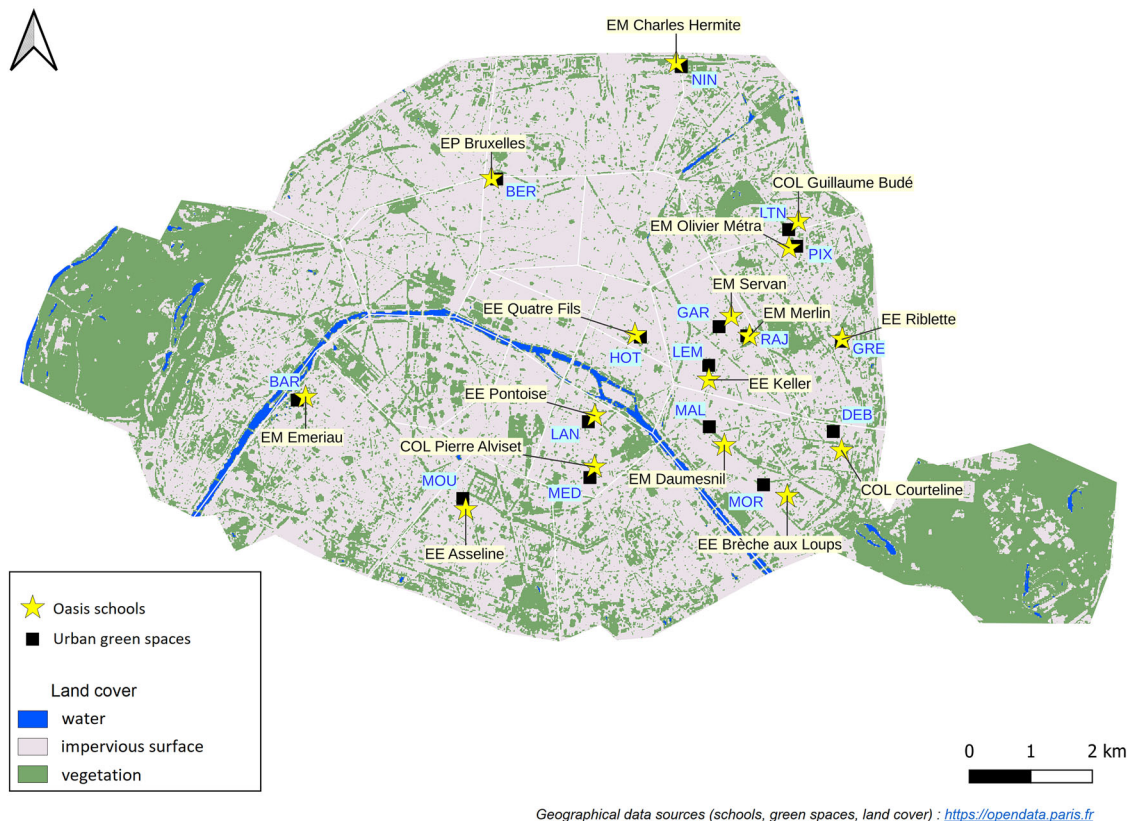 EM Charles Hermite
NIN
EP Bruxelles
BER
COL Guillaume Budé
LTN
EM Olivier Métra
PIX
EM Servan
EE Quatre Fils
GAR
EM Merlin
EE Riblette
HOT
LEM
RAJ
GRE
BAR
EE Keller
EE Pontoise
MAL
DEB
EM Emeriau
LAN
COL Pierre Alviset
MOU
MED
EM Daumesnil
MOR
COL Courteline
EE Asseline
EE Brèche aux Loups
Oasis schools
Urban green spaces
Land cover
water
impervious surface
vegetation
0 1 2 km
Geographical data sources (schools, green spaces, land cover) : https://opendata.paris.fr